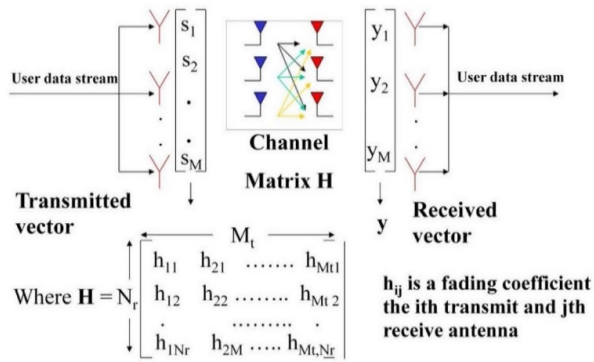 User data stream
s1
s2
.
.
sM
Channel
Matrix H
y1
y2
yM
User data stream
Transmitted
vector
y
Received
vector
Mt
Where H = Nr
h11 h21 ....... hMt1
h12 h22 ........ hMt 2
. ......... .
h1Nr h2M ..... hMt,Nr
hij is a fading coefficient
the ith transmit and jth
receive antenna